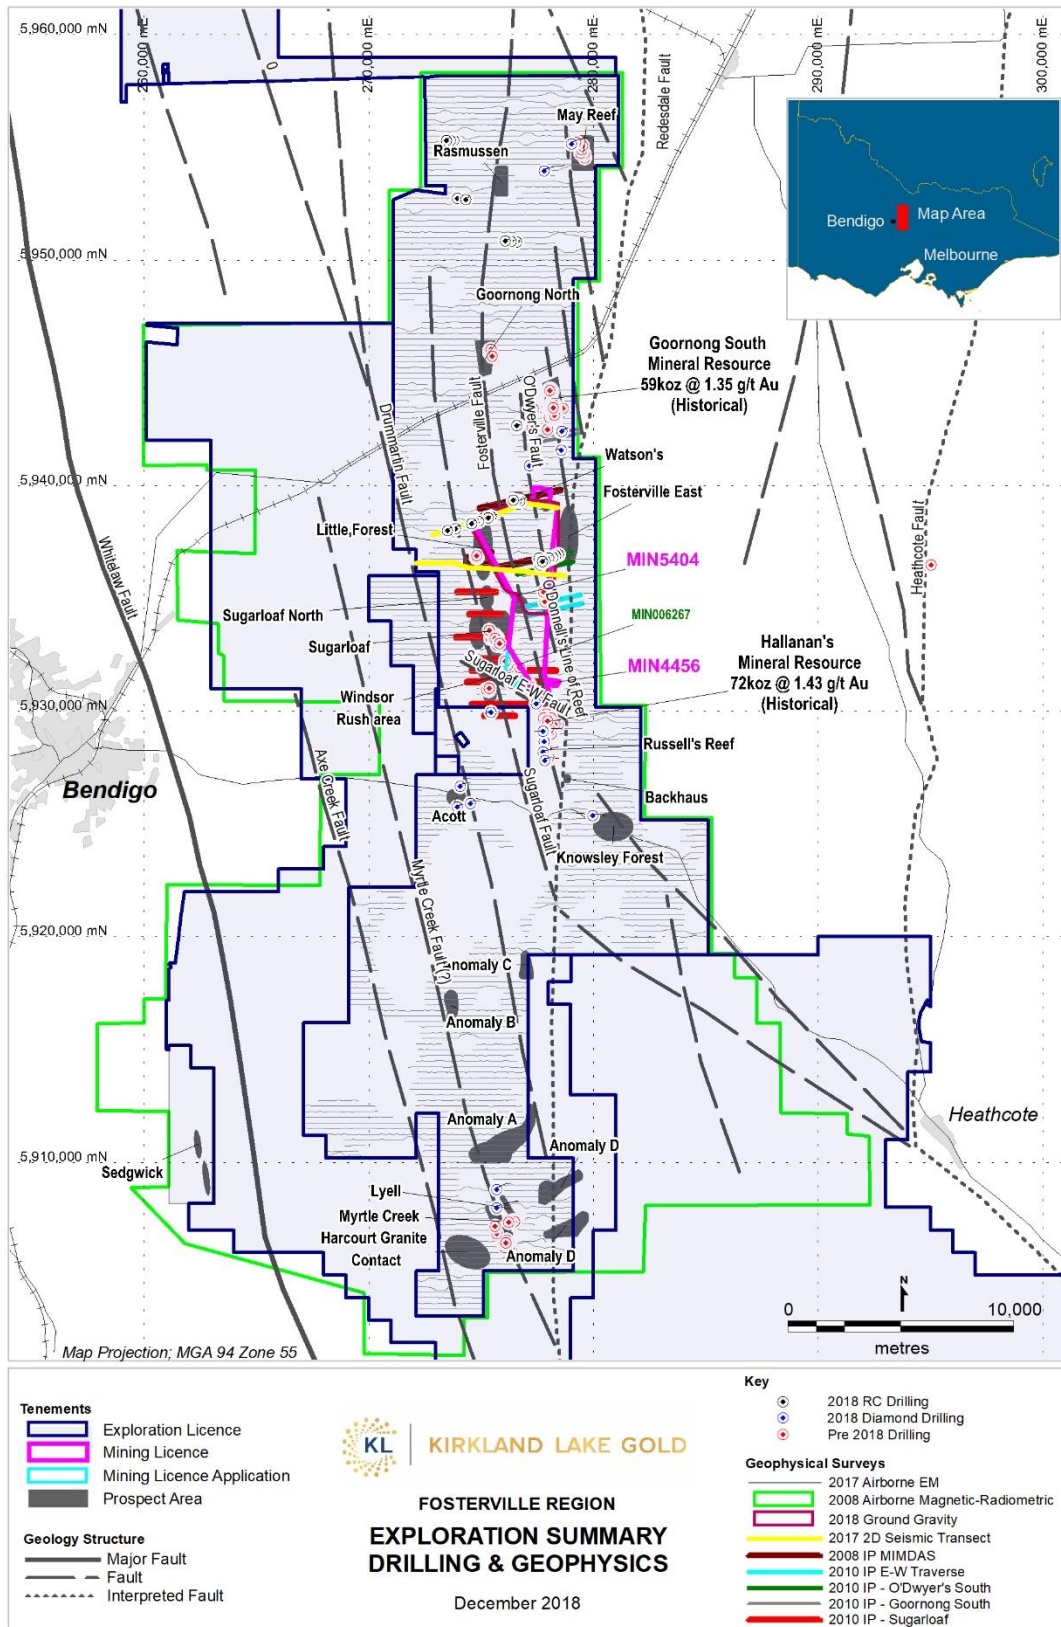 5,960,000 mN
260,000 mE
270,000 mE
280,000 mE
290,000 mE
300,000 mE
0
Redesdale Fault
May Reef
Rasmussen
Bendigo
Map Area
Melbourne
5,950,000 mN
Goornong North
Goornong South
Mineral Resource
59koz @ 1.35 g/t Au
(Historical)
Drummartin Fault
Fosterville Fault
O'Dwyer's Fault
Watson's
5,940,000 mN
Fosterville East
Little Forest
Whitelaw Fault
Heathcote Fault
MIN5404
Sugarloaf North
MIN006267
Sugarloaf
O'Donnell's Line of Reef
MIN4456
Hallanan's
Mineral Resource
72koz @ 1.43 g/t Au
(Historical)
Sugarloaf E-W Fault
Windsor
Rush area
5,930,000 mN
Russell's Reef
Axe Creek Fault
Bendigo
Sugarloaf Fault
Backhaus
Acott
Knowsley Forest
Myrtle Creek Fault (?)
5,920,000 mN
Anomaly C
Anomaly B
Anomaly A
Heathcote
Anomaly D
5,910,000 mN
Sedgwick
Lyell
Myrtle Creek
Harcourt Granite
Contact
Anomaly D
N
0 10,000
metres
Map Projection; MGA 94 Zone 55
Tenements
Exploration Licence
Mining Licence
Mining Licence Application
Prospect Area
Geology Structure
Major Fault
Fault
Interpreted Fault
KL KIRKLAND LAKE GOLD
FOSTERVILLE REGION
EXPLORATION SUMMARY
DRILLING & GEOPHYSICS
December 2018
Key
2018 RC Drilling
2018 Diamond Drilling
Pre 2018 Drilling
Geophysical Surveys
2017 Airborne EM
2008 Airborne Magnetic-Radiometric
2018 Ground Gravity
2017 2D Seismic Transect
2008 IP MIMDAS
2010 IP E-W Traverse
2010 IP - O'Dwyer's South
2010 IP - Goornong South
2010 IP - Sugarloaf